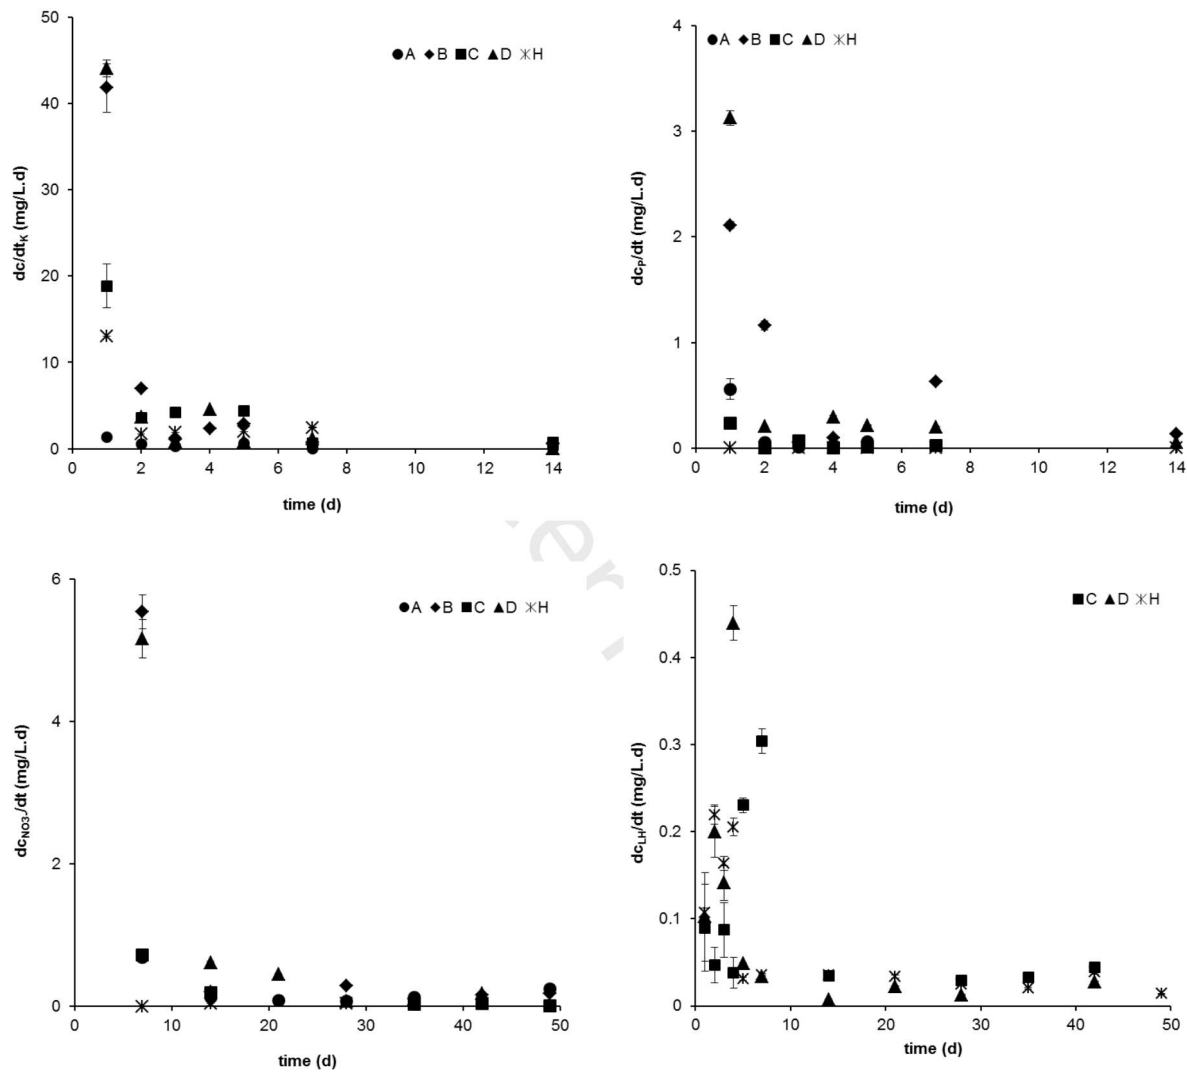 50
40
30
20
10
0
dc/dtK (mg/L.d)
A B C D H
0 2 4 6 8 10 12 14
time (d)
4
3
2
1
0
dcP/dt (mg/L.d)
A B C D H
0 2 4 6 8 10 12 14
time (d)
6
4
2
0
dcNO3-/dt (mg/L.d)
A B C D H
0 10 20 30 40 50
time (d)
0.5
0.4
0.3
0.2
0.1
0
dcLH/dt (mg/L.d)
C D H
0 10 20 30 40 50
time (d)